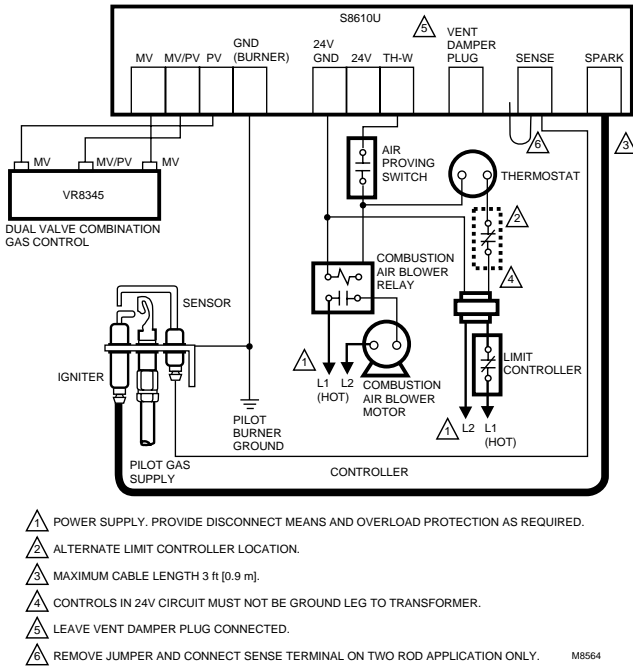 S8610U
5
MV MV/PV PV GND (BURNER) 24V GND 24V TH-W VENT DAMPER PLUG SENSE SPARK
6
3
MV MV/PV MV
VR8345
DUAL VALVE COMBINATION
GAS CONTROL
AIR
PROVING
SWITCH
THERMOSTAT
2
4
COMBUSTION
AIR BLOWER
RELAY
SENSOR
IGNITER
1
L1
(HOT)
L2
COMBUSTION
AIR BLOWER
MOTOR
LIMIT
CONTROLLER
1
L2
L1
(HOT)
PILOT
BURNER
GROUND
PILOT GAS
SUPPLY
CONTROLLER
1 POWER SUPPLY. PROVIDE DISCONNECT MEANS AND OVERLOAD PROTECTION AS REQUIRED.
2 ALTERNATE LIMIT CONTROLLER LOCATION.
3 MAXIMUM CABLE LENGTH 3 ft [0.9 m].
4 CONTROLS IN 24V CIRCUIT MUST NOT BE GROUND LEG TO TRANSFORMER.
5 LEAVE VENT DAMPER PLUG CONNECTED.
6 REMOVE JUMPER AND CONNECT SENSE TERMINAL ON TWO ROD APPLICATION ONLY. M8564